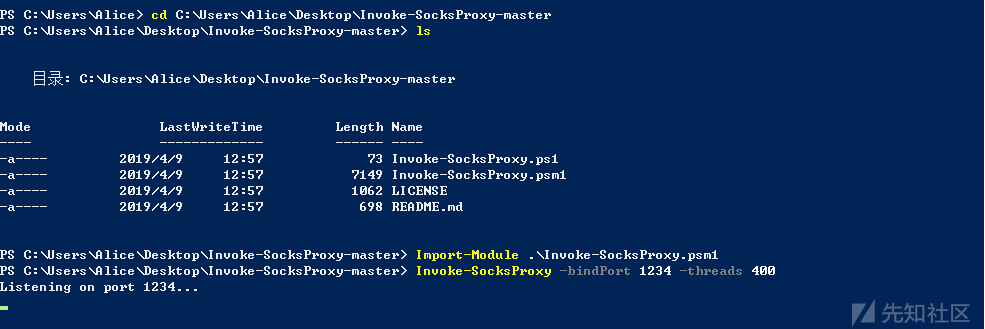 PS C:\Users\Alice> cd C:\Users\Alice\Desktop\Invoke-SocksProxy-master
PS C:\Users\Alice\Desktop\Invoke-SocksProxy-master> ls
目录: C:\Users\Alice\Desktop\Invoke-SocksProxy-master
Mode LastWriteTime Length Name
---- ------------- ------ ----
-a---- 2019/4/9 12:57 73 Invoke-SocksProxy.ps1
-a---- 2019/4/9 12:57 7149 Invoke-SocksProxy.psm1
-a---- 2019/4/9 12:57 1062 LICENSE
-a---- 2019/4/9 12:57 698 README.md
PS C:\Users\Alice\Desktop\Invoke-SocksProxy-master> Import-Module .\Invoke-SocksProxy.psm1
PS C:\Users\Alice\Desktop\Invoke-SocksProxy-master> Invoke-SocksProxy -bindPort 1234 -threads 400
Listening on port 1234...
先知社区